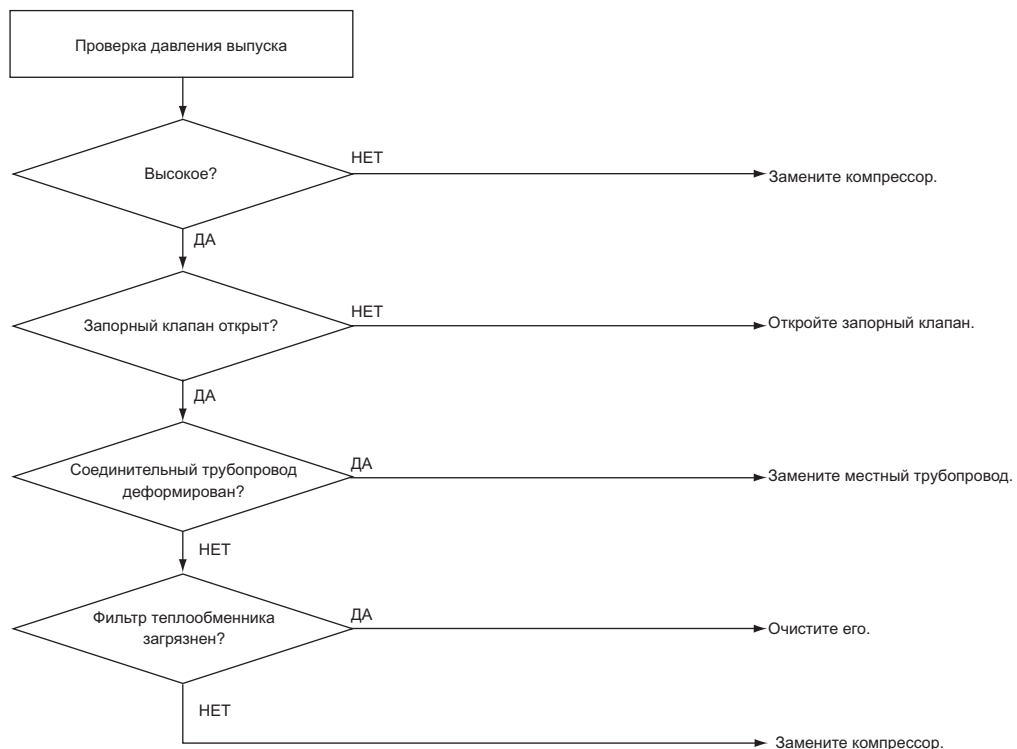 Проверка давления выпуска
Высокое?
НЕТ
Замените компрессор.
ДА
Запорный клапан открыт?
НЕТ
Откройте запорный клапан.
ДА
Соединительный трубопровод
деформирован?
ДА
Замените местный трубопровод.
НЕТ
Фильтр теплообменника
загрязнен?
ДА
Очистите его.
НЕТ
Замените компрессор.